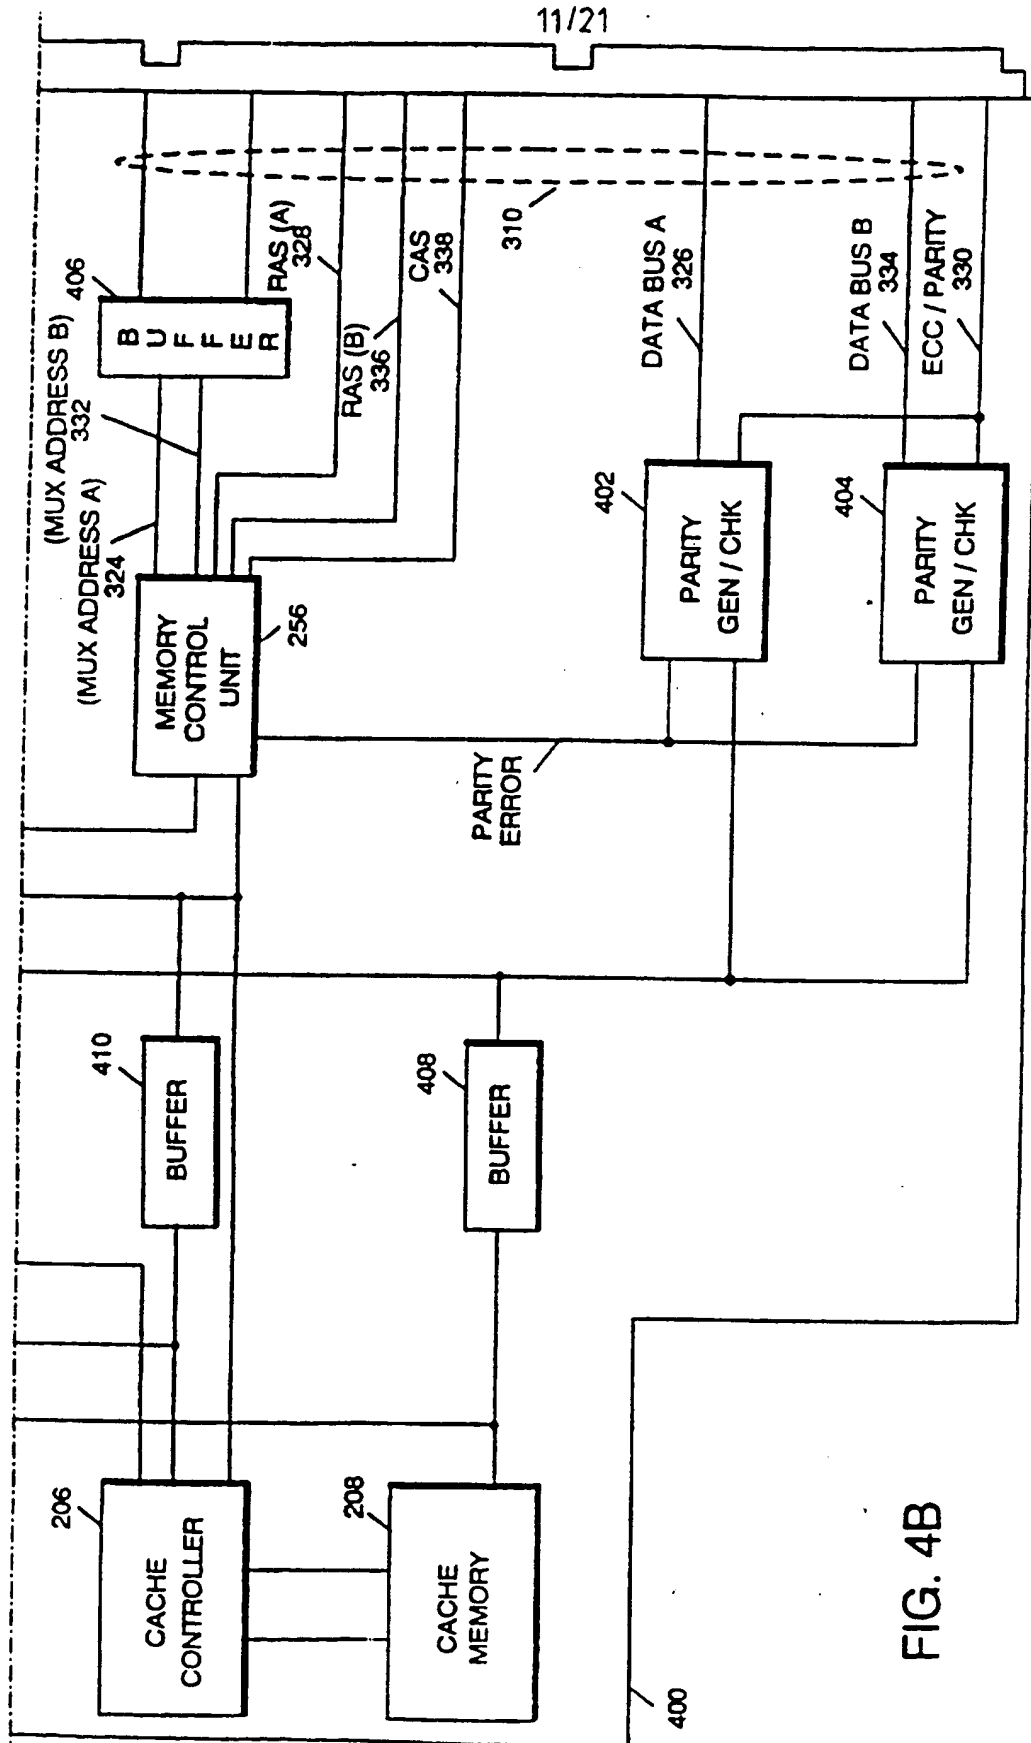 11/21
206
CACHE
CONTROLLER
208
CACHE
MEMORY
400
410
BUFFER
408
BUFFER
(MUX ADDRESS A)
324
(MUX ADDRESS B)
332
MEMORY
CONTROL
UNIT
256
406
BUFFER
RAS (A)
328
RAS (B)
336
CAS
338
310
PARITY
ERROR
DATA BUS A
326
402
PARITY
GEN / CHK
DATA BUS B
334
ECC / PARITY
330
404
PARITY
GEN / CHK
FIG. 4B